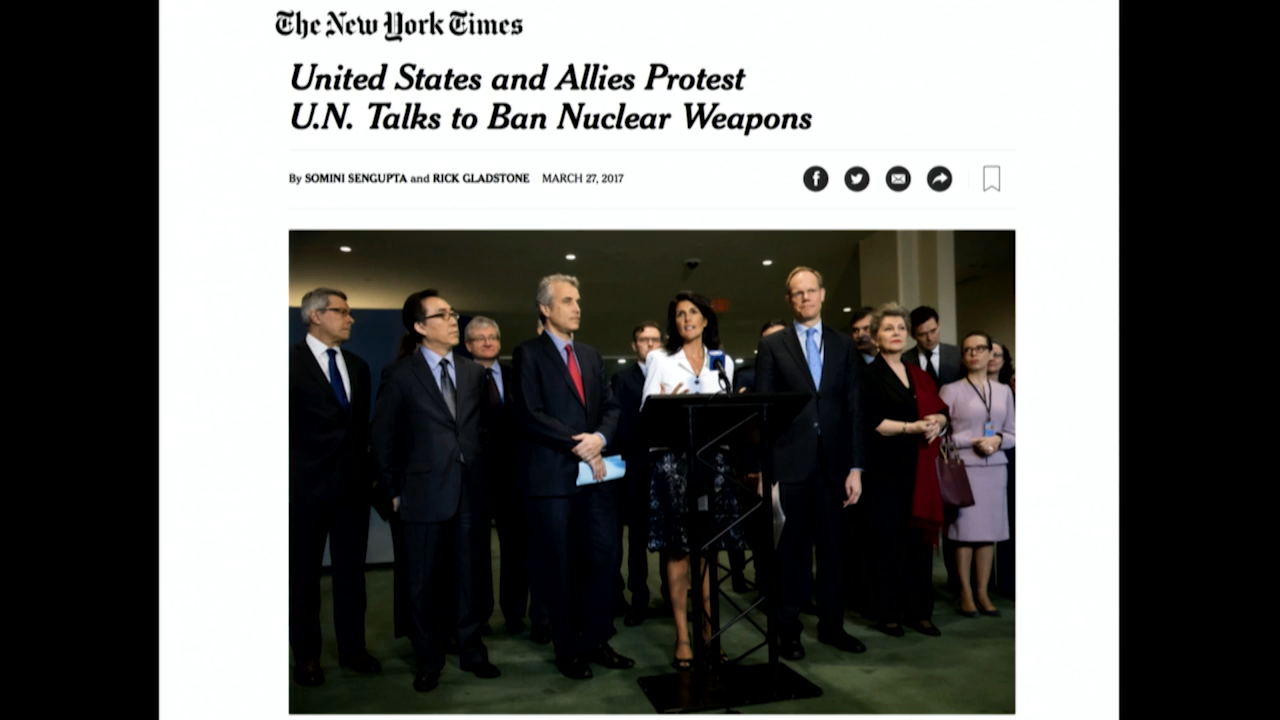 The New York Times
United States and Allies Protest
U.N. Talks to Ban Nuclear Weapons
By SOMINI SENGUPTA and RICK GLADSTONE MARCH 27, 2017